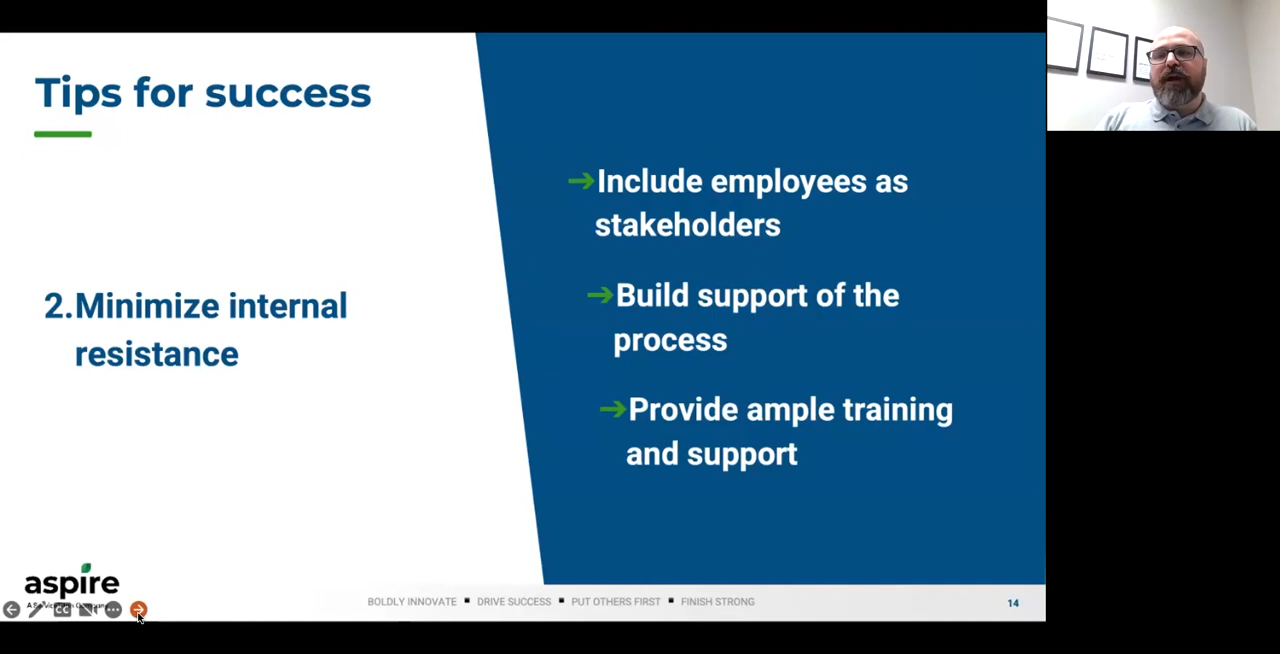 Tips for success
2.Minimize internal
resistance
➔Include employees as
stakeholders
➔Build support of the
process
➔Provide ample training
and support
aspire
CC
BOLDLY INNOVATE ▪ DRIVE SUCCESS ▪ PUT OTHERS FIRST ▪ FINISH STRONG
14